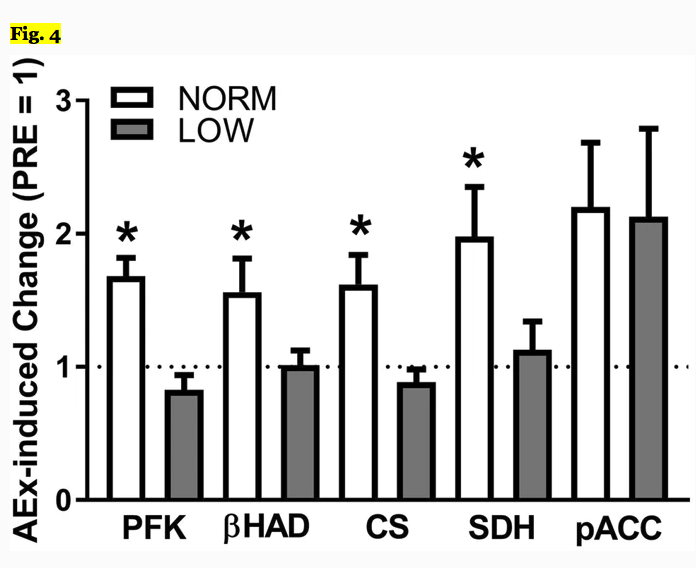 Fig. 4
AEx-induced Change (PRE = 1)
3
2
1
0
NORM
LOW
*
*
*
*
PFK
βHAD
CS
SDH
pACC